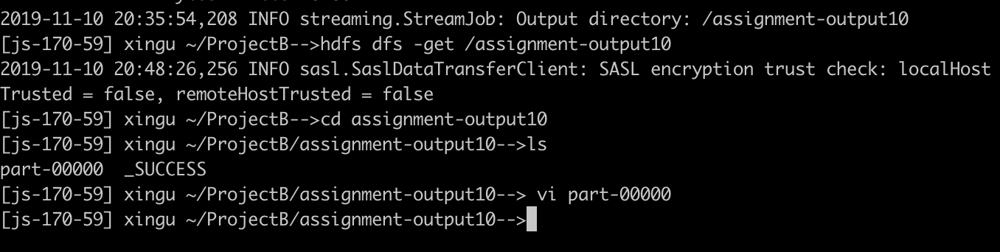 2019-11-10 20:35:54,208 INFO streaming.StreamJob: Output directory: /assignment-output10
[js-170-59] xingu ~/ProjectB-->hdfs dfs -get /assignment-output10
2019-11-10 20:48:26,256 INFO sasl.SaslDataTransferClient: SASL encryption trust check: localHost
Trusted = false, remoteHostTrusted = false
[js-170-59] xingu ~/ProjectB-->cd assignment-output10
[js-170-59] xingu ~/ProjectB/assignment-output10-->ls
part-00000  _SUCCESS
[js-170-59] xingu ~/ProjectB/assignment-output10--> vi part-00000
[js-170-59] xingu ~/ProjectB/assignment-output10-->